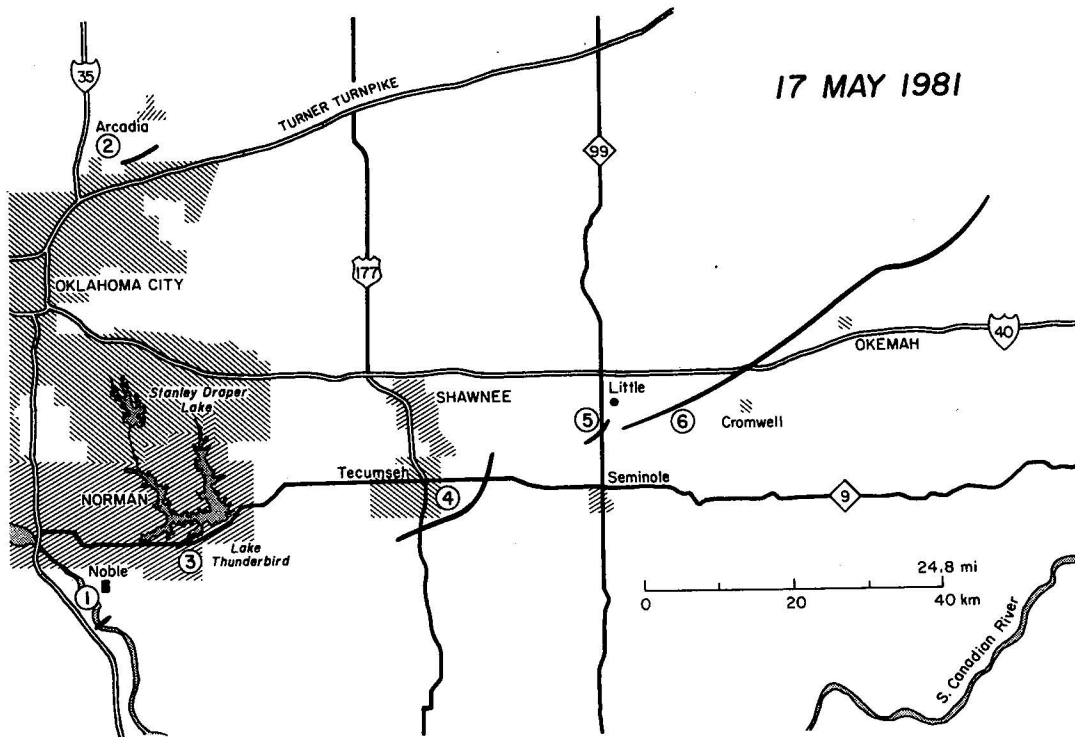 17 MAY 1981
35
TURNER TURNPIKE
Arcadia
2
99
177
OKLAHOMA CITY
40
OKEMAH
Stanley Draper
Lake
SHAWNEE
Little
5
6
Cromwell
Tecumseh
Seminole
NORMAN
4
9
3
Lake
Thunderbird
Noble
1
24.8 mi
0
20
40 km
S. Canadian River